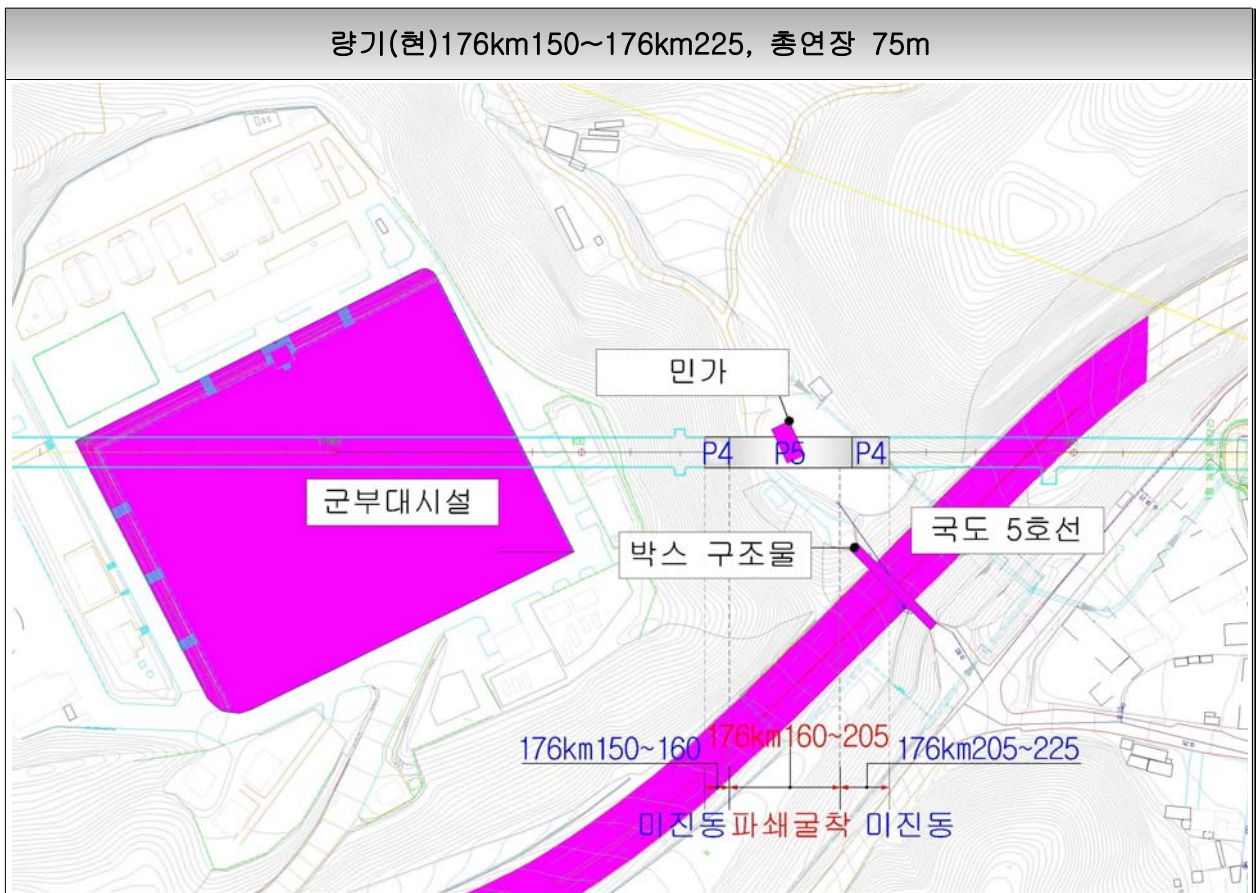 량기(현)176km150~176km225, 총연장 75m
민가
P4 P5 P4
군부대시설
국도 5호선
박스 구조물
176km150~160 176km160~205 176km205~225
미진동 파쇄굴착 미진동